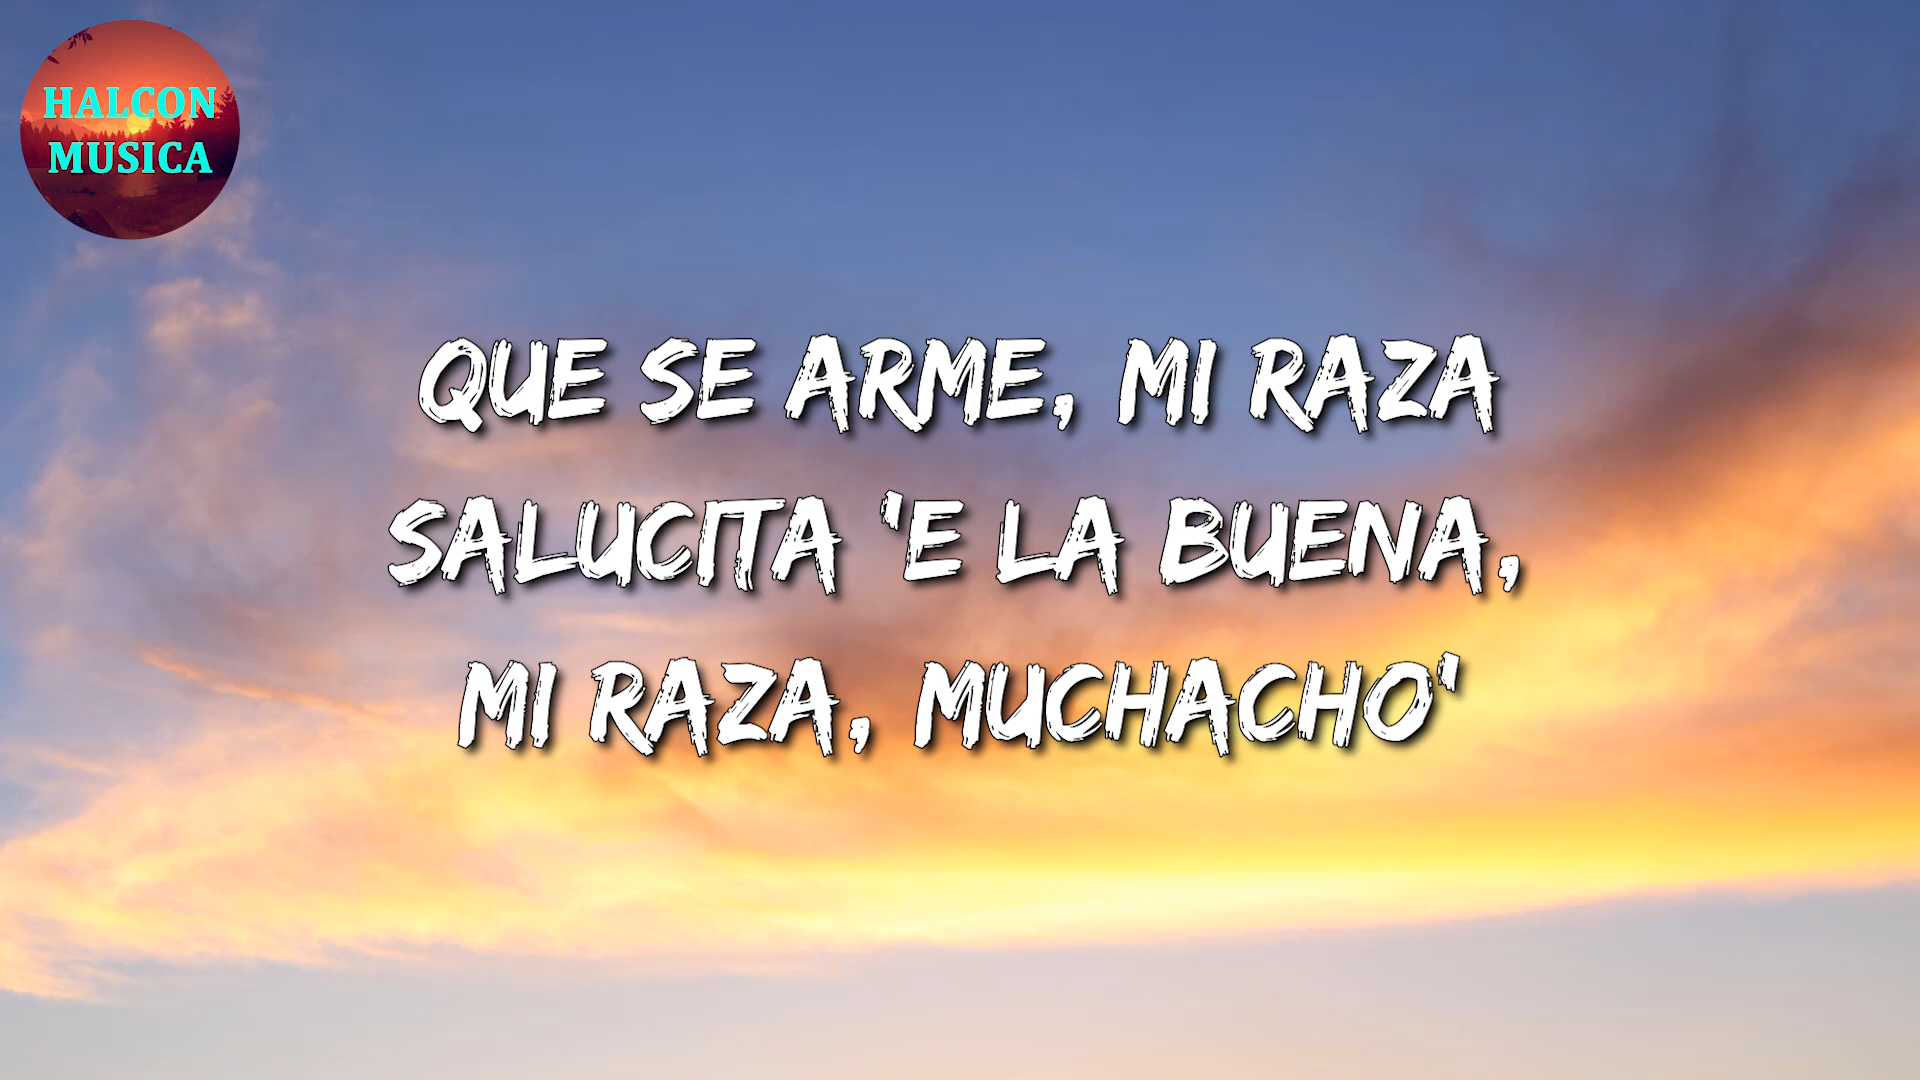 HALCON
MUSICA
QUE SE ARME, MI RAZA
SALUCITA 'E LA BUENA,
MI RAZA, MUCHACHO'